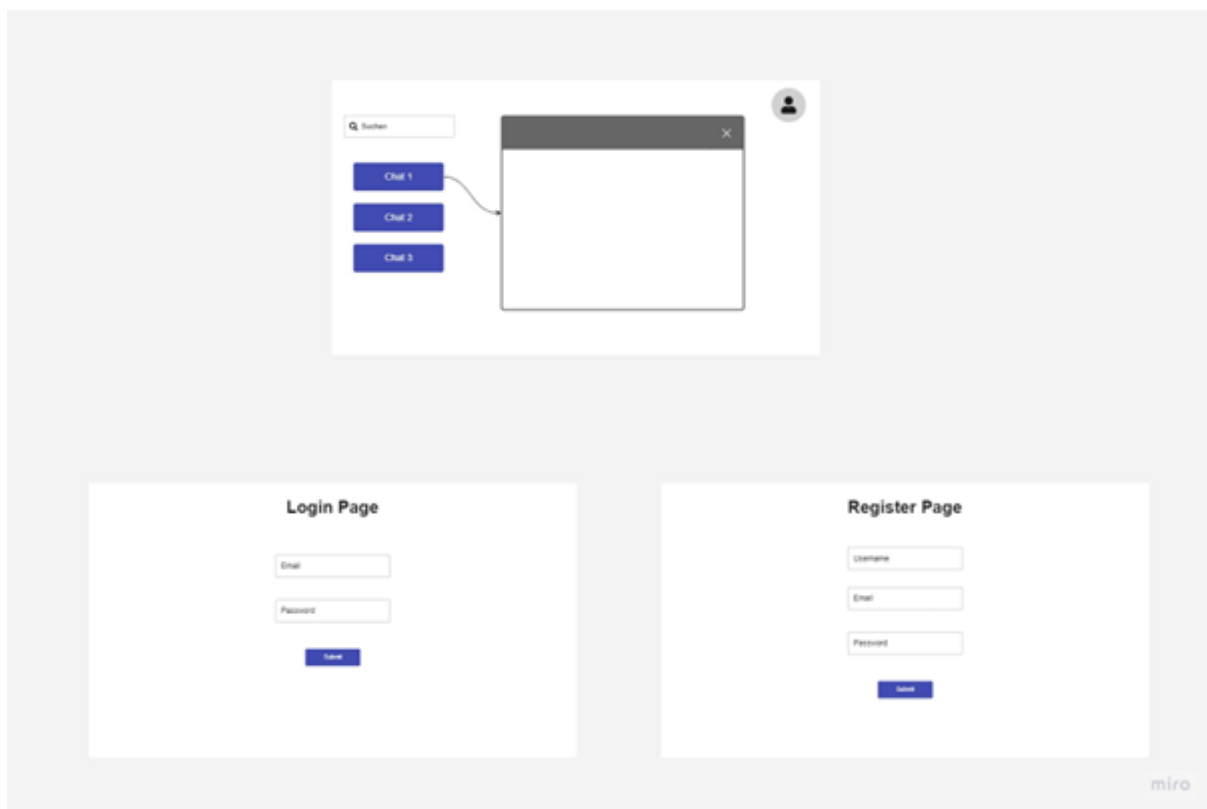 Suchen
Chat 1
Chat 2
Chat 3
Login Page
Email
Password
Submit
Register Page
Username
Email
Password
Submit
miro